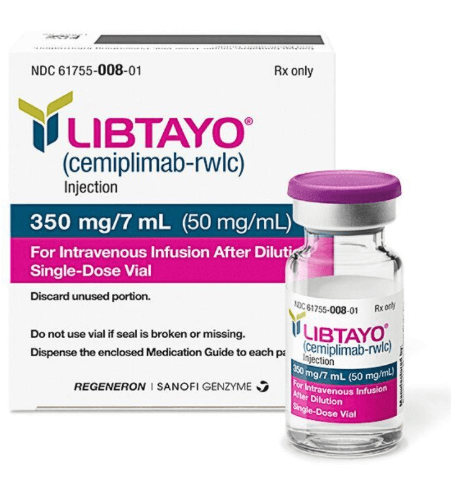 NDC 61755-008-01 Rx only
LIBTAYO®
(cemiplimab-rwlc)
Injection
350 mg/7 mL (50 mg/mL)
For Intravenous Infusion After
Single-Dose Vial
Discard unused portion.
Do not use vial if seal is broken or missing.
Dispense the enclosed Medication Guide to each
REGENERON | SANOFI GENZYME
NDC 61755-008-01 Rx only
LIBTAYO®
(cemiplimab-rwlc)
Injection
350 mg/7 mL (50 mg/mL)
For Intravenous Infusion
After Dilution
Single-Dose Vial